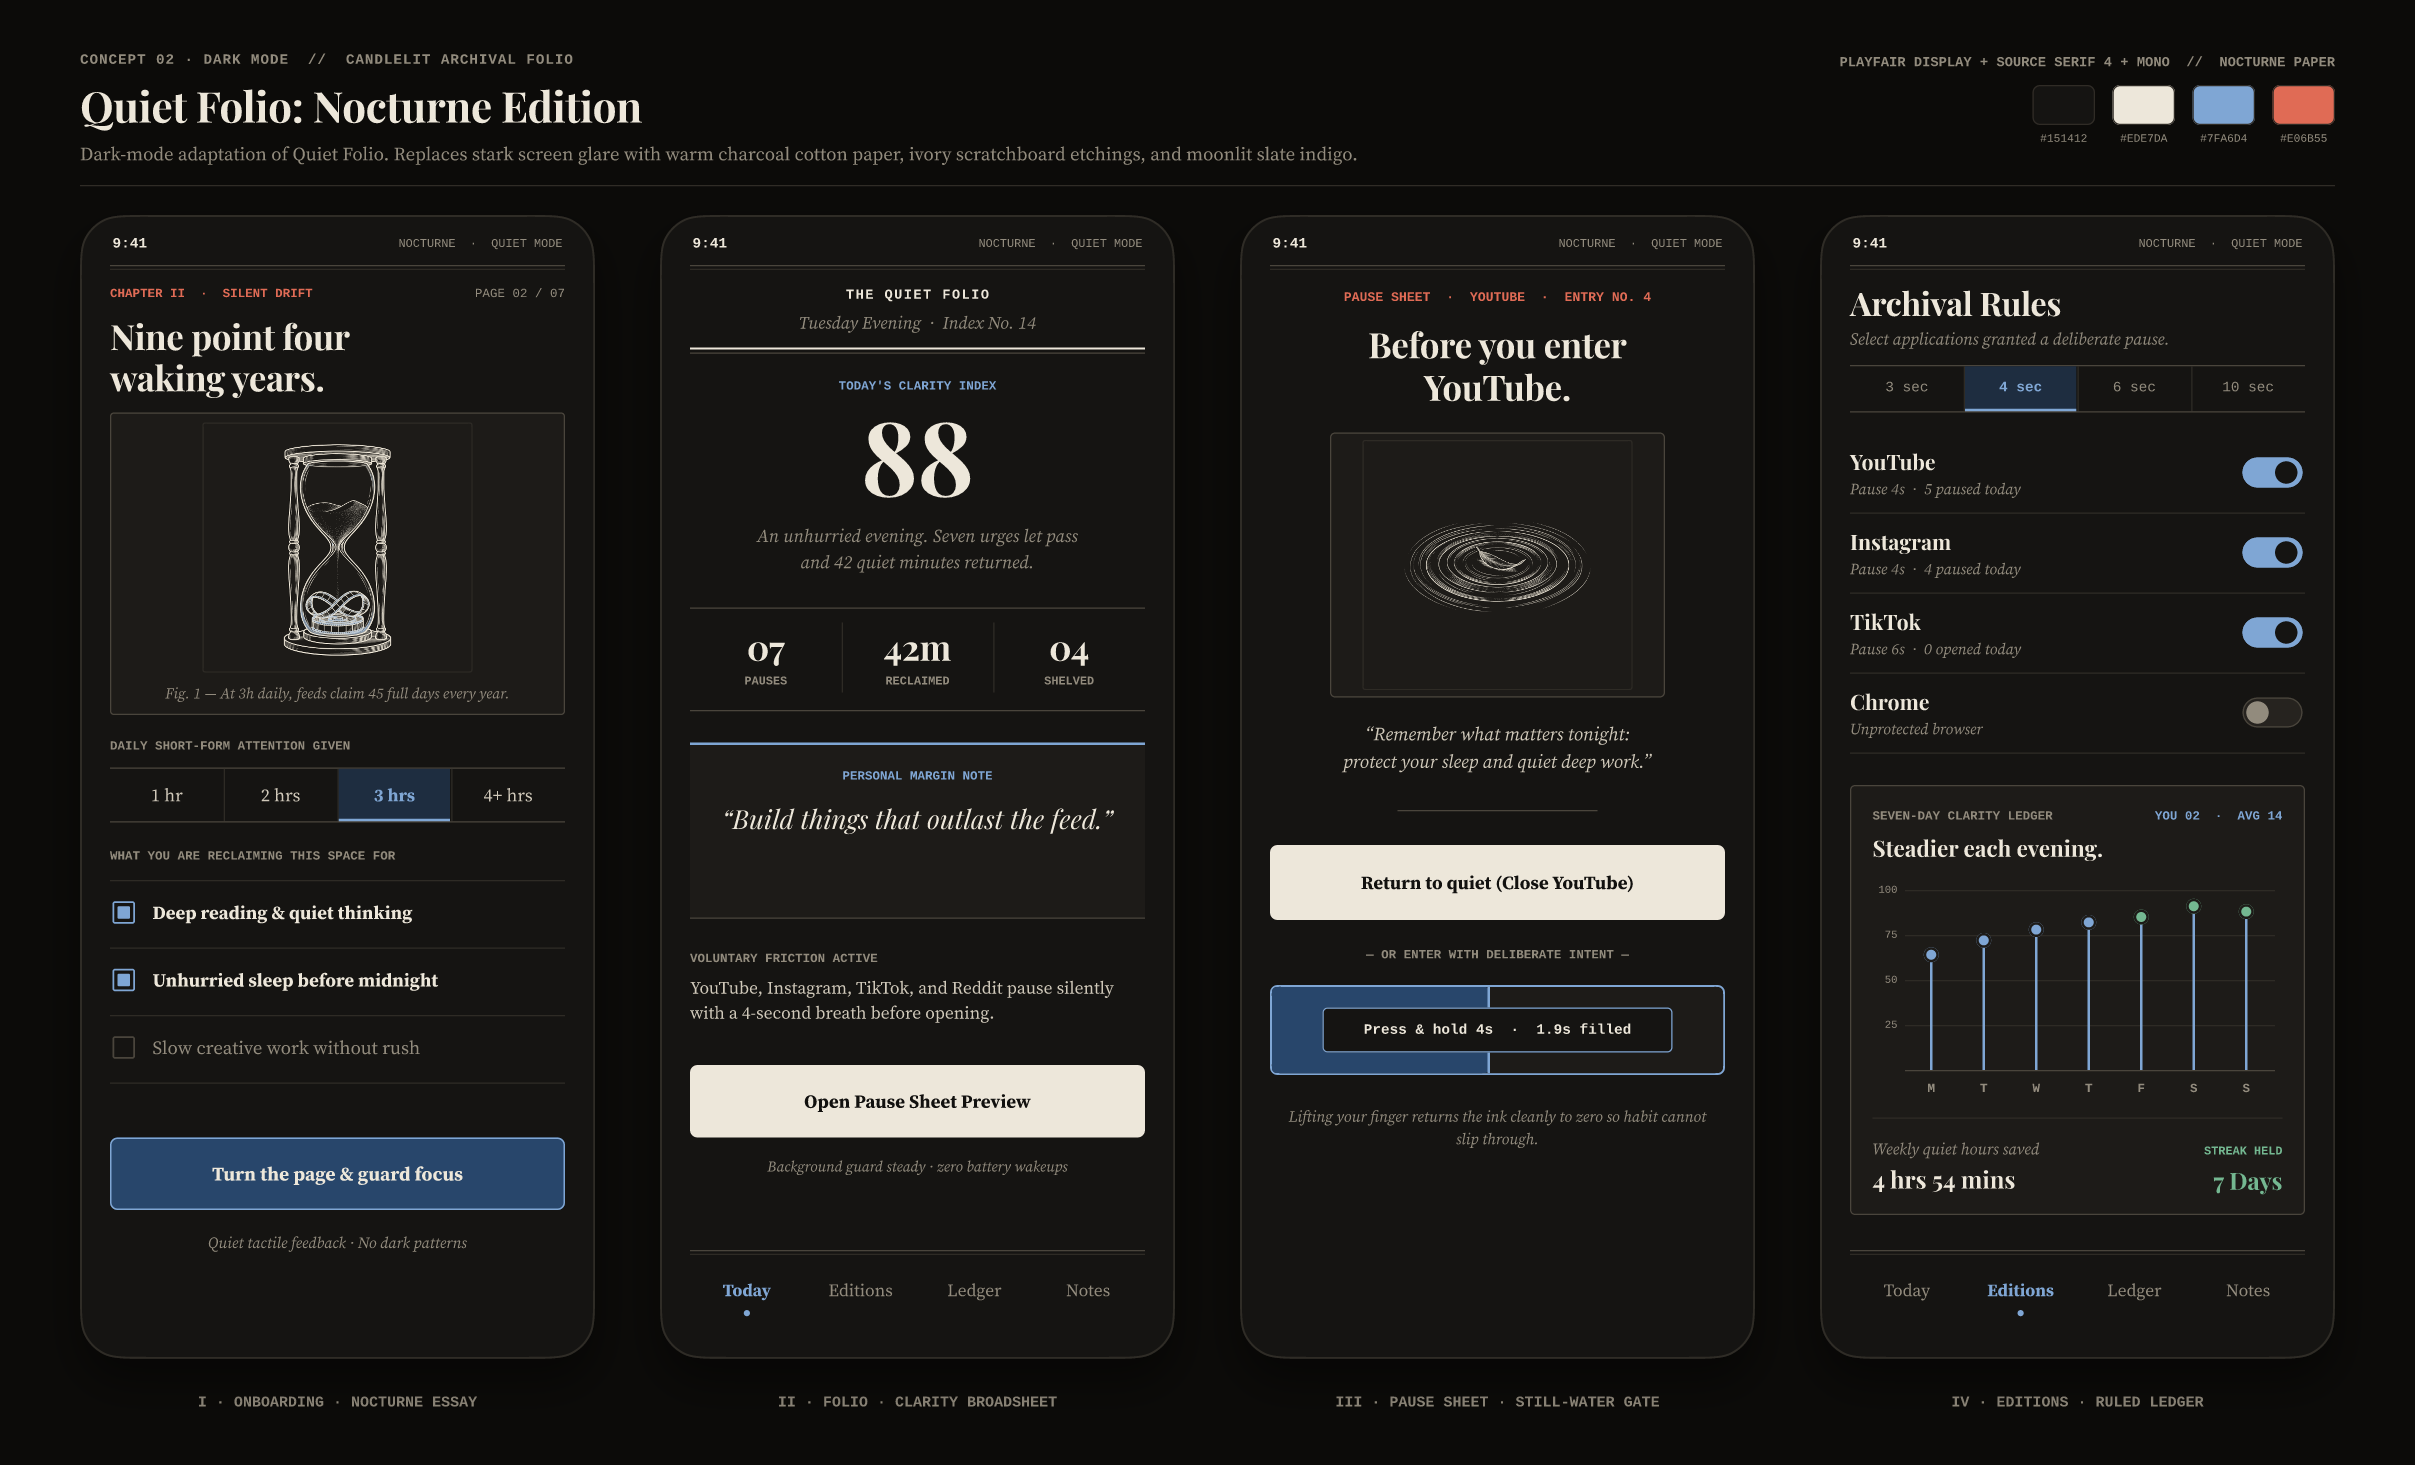 CONCEPT 02 · DARK MODE // CANDLELIT ARCHIVAL FOLIO
Quiet Folio: Nocturne Edition
Dark-mode adaptation of Quiet Folio. Replaces stark screen glare with warm charcoal cotton paper, ivory scratchboard etchings, and moonlit slate indigo.
PLAYFAIR DISPLAY + SOURCE SERIF 4 + MONO // NOCTURNE PAPER
#151412 #EDE7DA #7FA6D4 #E06B55
9:41 NOCTURNE · QUIET MODE
CHAPTER II · SILENT DRIFT PAGE 02 / 07
Nine point four
waking years.
Fig. 1 — At 3h daily, feeds claim 45 full days every year.
DAILY SHORT-FORM ATTENTION GIVEN
1 hr 2 hrs 3 hrs 4+ hrs
WHAT YOU ARE RECLAIMING THIS SPACE FOR
Deep reading & quiet thinking
Unhurried sleep before midnight
Slow creative work without rush
Turn the page & guard focus
Quiet tactile feedback · No dark patterns
I · ONBOARDING · NOCTURNE ESSAY
9:41 NOCTURNE · QUIET MODE
THE QUIET FOLIO
Tuesday Evening · Index No. 14
TODAY'S CLARITY INDEX
88
An unhurried evening. Seven urges let pass
and 42 quiet minutes returned.
07 42m 04
PAUSES RECLAIMED SHELVED
PERSONAL MARGIN NOTE
“Build things that outlast the feed.”
VOLUNTARY FRICTION ACTIVE
YouTube, Instagram, TikTok, and Reddit pause silently
with a 4-second breath before opening.
Open Pause Sheet Preview
Background guard steady · zero battery wakeups
Today Editions Ledger Notes
II · FOLIO · CLARITY BROADSHEET
9:41 NOCTURNE · QUIET MODE
PAUSE SHEET · YOUTUBE · ENTRY NO. 4
Before you enter
YouTube.
“Remember what matters tonight:
protect your sleep and quiet deep work.”
Return to quiet (Close YouTube)
— OR ENTER WITH DELIBERATE INTENT —
Press & hold 4s · 1.9s filled
Lifting your finger returns the ink cleanly to zero so habit cannot
slip through.
III · PAUSE SHEET · STILL-WATER GATE
9:41 NOCTURNE · QUIET MODE
Archival Rules
Select applications granted a deliberate pause.
3 sec 4 sec 6 sec 10 sec
YouTube
Pause 4s · 5 paused today
Instagram
Pause 4s · 4 paused today
TikTok
Pause 6s · 0 opened today
Chrome
Unprotected browser
SEVEN-DAY CLARITY LEDGER YOU 02 · AVG 14
Steadier each evening.
100
75
50
25
M T W T F S S
Weekly quiet hours saved STREAK HELD
4 hrs 54 mins 7 Days
Today Editions Ledger Notes
IV · EDITIONS · RULED LEDGER